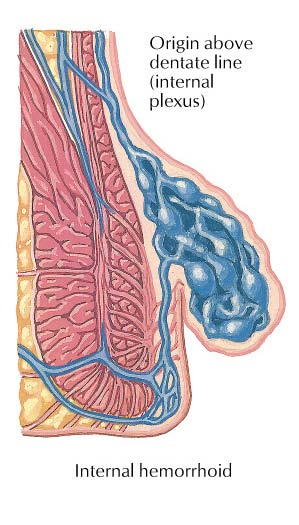 Origin above
dentate line
(internal
plexus)
Internal hemorrhoid